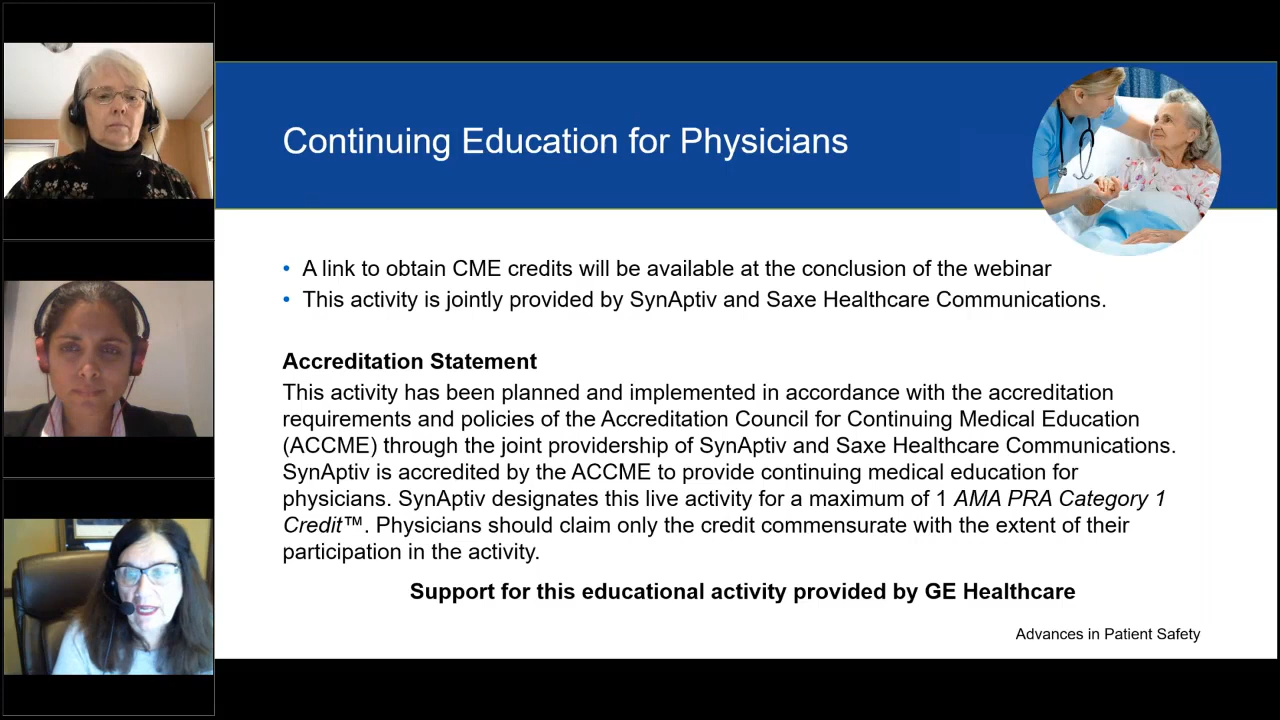 Continuing Education for Physicians
• A link to obtain CME credits will be available at the conclusion of the webinar
• This activity is jointly provided by SynAptiv and Saxe Healthcare Communications.
Accreditation Statement
This activity has been planned and implemented in accordance with the accreditation
requirements and policies of the Accreditation Council for Continuing Medical Education
(ACCME) through the joint providership of SynAptiv and Saxe Healthcare Communications.
SynAptiv is accredited by the ACCME to provide continuing medical education for
physicians. SynAptiv designates this live activity for a maximum of 1 AMA PRA Category 1
Credit™. Physicians should claim only the credit commensurate with the extent of their
participation in the activity.
Support for this educational activity provided by GE Healthcare
Advances in Patient Safety